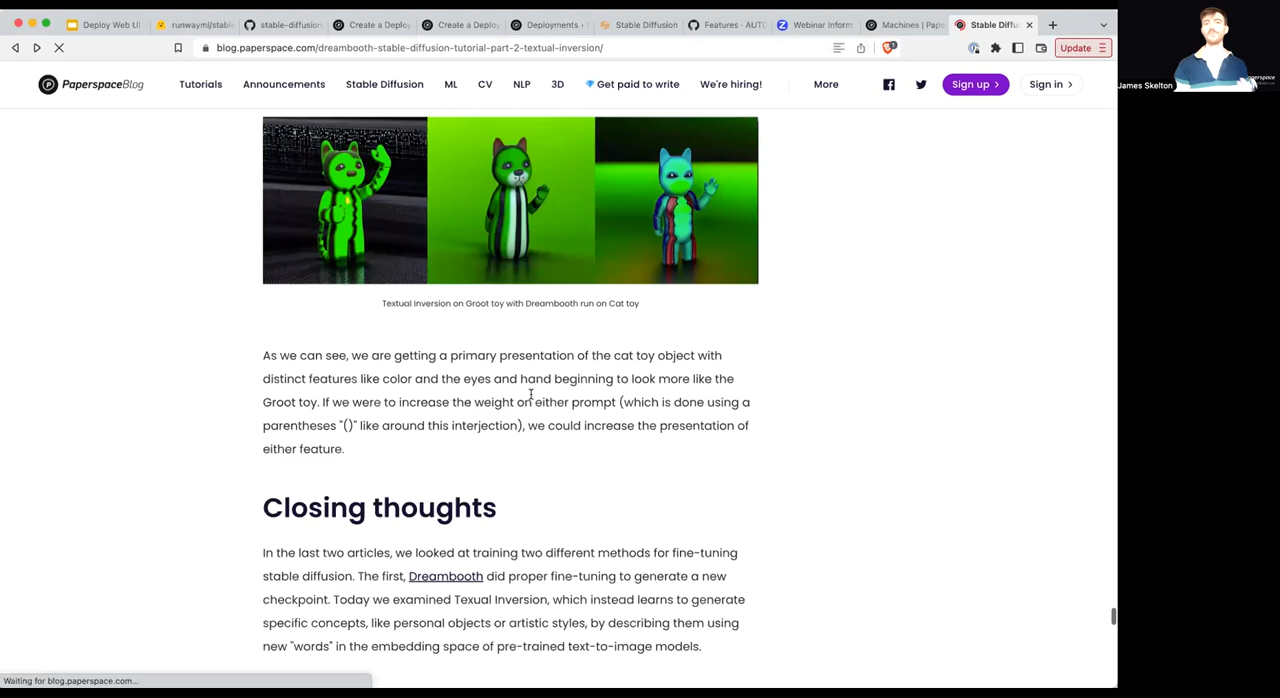 Deploy Web UI
runwayml/stabl
stable-diffusion
Create a Deploy
Create a Deploy
Deployments ›
Stable Diffusion
Features · AUTO
Webinar Inform
Machines | Pape
Stable Diffu
blog.paperspace.com/dreambooth-stable-diffusion-tutorial-part-2-textual-inversion/
1
Update
James Skelton
PaperspaceBlog
Tutorials
Announcements
Stable Diffusion
ML
CV
NLP
3D
Get paid to write
We're hiring!
More
Sign up >
Sign in >
Textual Inversion on Groot toy with Dreambooth run on Cat toy
As we can see, we are getting a primary presentation of the cat toy object with
distinct features like color and the eyes and hand beginning to look more like the
Groot toy. If we were to increase the weight on either prompt (which is done using a
parentheses "()" like around this interjection), we could increase the presentation of
either feature.
Closing thoughts
In the last two articles, we looked at training two different methods for fine-tuning
stable diffusion. The first, Dreambooth did proper fine-tuning to generate a new
checkpoint. Today we examined Texual Inversion, which instead learns to generate
specific concepts, like personal objects or artistic styles, by describing them using
new "words" in the embedding space of pre-trained text-to-image models.
Waiting for blog.paperspace.com...